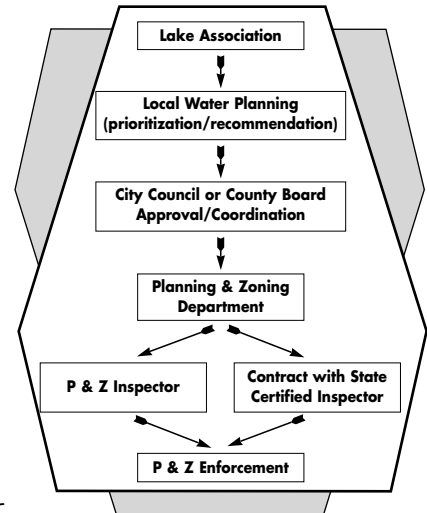 Lake Association
Local Water Planning
(prioritization/recommendation)
City Council or County Board
Approval/Coordination
Planning & Zoning
Department
P & Z Inspector
Contract with State
Certified Inspector
P & Z Enforcement